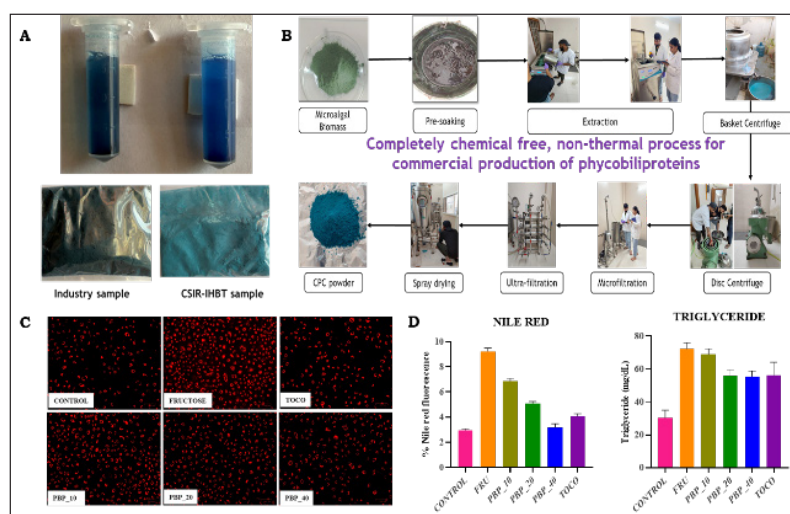 A
Industry sample
CSIR-IHBT sample
B
Microalgal
Biomass
Pre-soaking
Extraction
Basket Centrifuge
Completely chemical free, non-thermal process for
commercial production of phycobiliproteins
CPC powder
Spray drying
Ultra-filtration
Microfiltration
Disc Centrifuge
C
CONTROL
FRUCTOSE
TOCO
PBP_10
PBP_20
PBP_40
D
NILE RED
% Nile red fluorescence
10
8
6
4
2
0
CONTROL
FRU
PBP_10
PBP_20
PBP_40
TOCO
TRIGLYCERIDE
Triglyceride (mg/dL)
80
60
40
20
0
CONTROL
FRU
PBP_10
PBP_20
PBP_40
TOCO